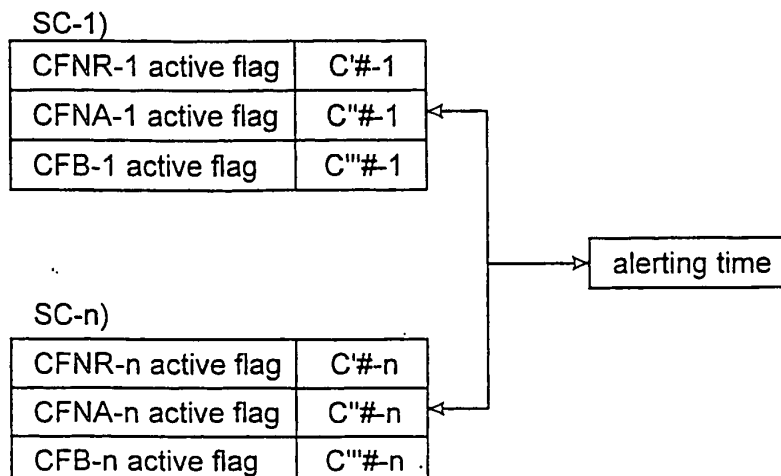 SC-1)
CFNR-1 active flag C'#-1
CFNA-1 active flag C"#-1
CFB-1 active flag C'"#-1
alerting time
SC-n)
CFNR-n active flag C'#-n
CFNA-n active flag C"#-n
CFB-n active flag C'"#-n